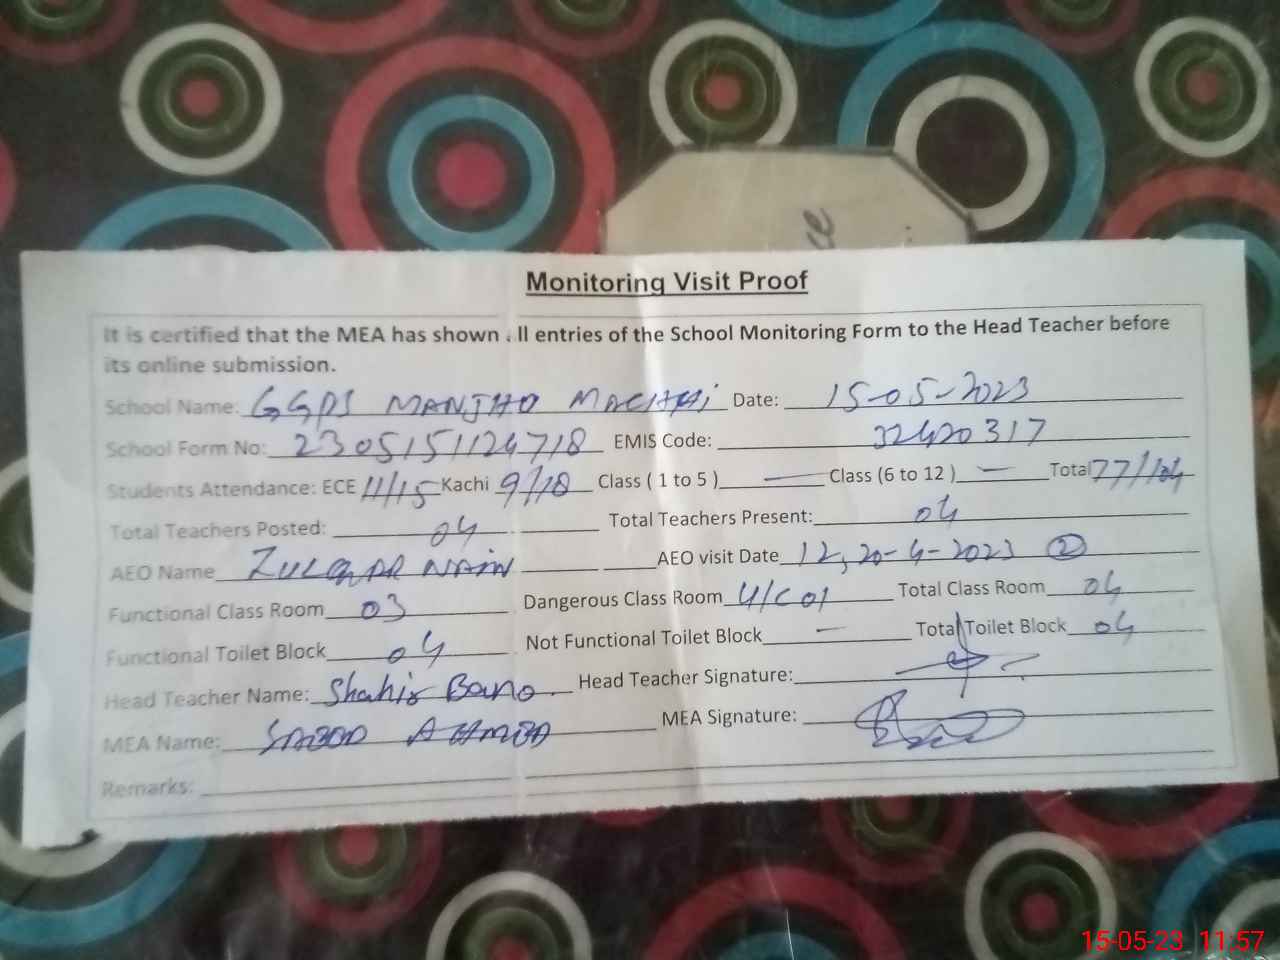 Monitoring Visit Proof
It is certified that the MEA has shown .ll entries of the School Monitoring Form to the Head Teacher before
its online submission.
School Name: GGPS MANJHO MACHHI Date: 15-05-2023
School Form No: 2305151124718 EMIS Code: 32420317
Students Attendance: ECE 11/15 Kachi 9/18 Class ( 1 to 5 ) — Class (6 to 12 ) — Total 77/104
Total Teachers Posted: 04 Total Teachers Present: 04
AEO Name ZULQAR NAIN AEO visit Date 12,20-4-2023 ②
Functional Class Room 03 Dangerous Class Room U/C 01 Total Class Room 04
Functional Toilet Block 04 Not Functional Toilet Block — Total Toilet Block 04
Head Teacher Name: Bano Head Teacher Signature:
MEA Name: AHMED MEA Signature:
Remarks:
15-05-23 11:57